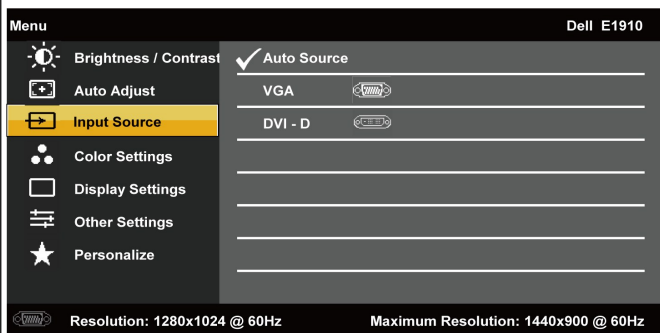 Menu Dell E1910
Brightness / Contrast Auto Source
Auto Adjust VGA
Input Source DVI - D
Color Settings
Display Settings
Other Settings
Personalize
Resolution: 1280x1024 @ 60Hz Maximum Resolution: 1440x900 @ 60Hz